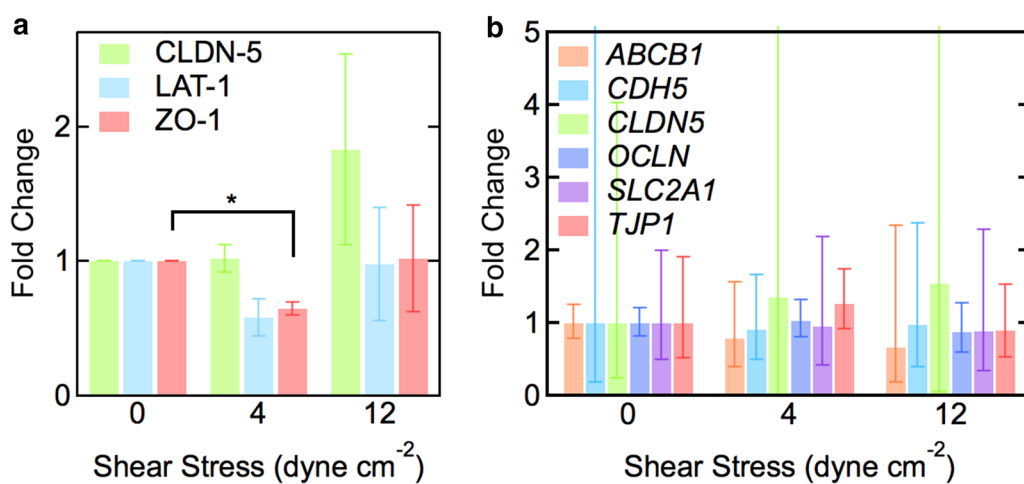 a
CLDN-5
LAT-1
ZO-1
*
2
1
0
Fold Change
0 4 12
Shear Stress (dyne cm⁻²)
b
ABCB1
CDH5
CLDN5
OCLN
SLC2A1
TJP1
5
4
3
2
1
0
Fold Change
0 4 12
Shear Stress (dyne cm⁻²)